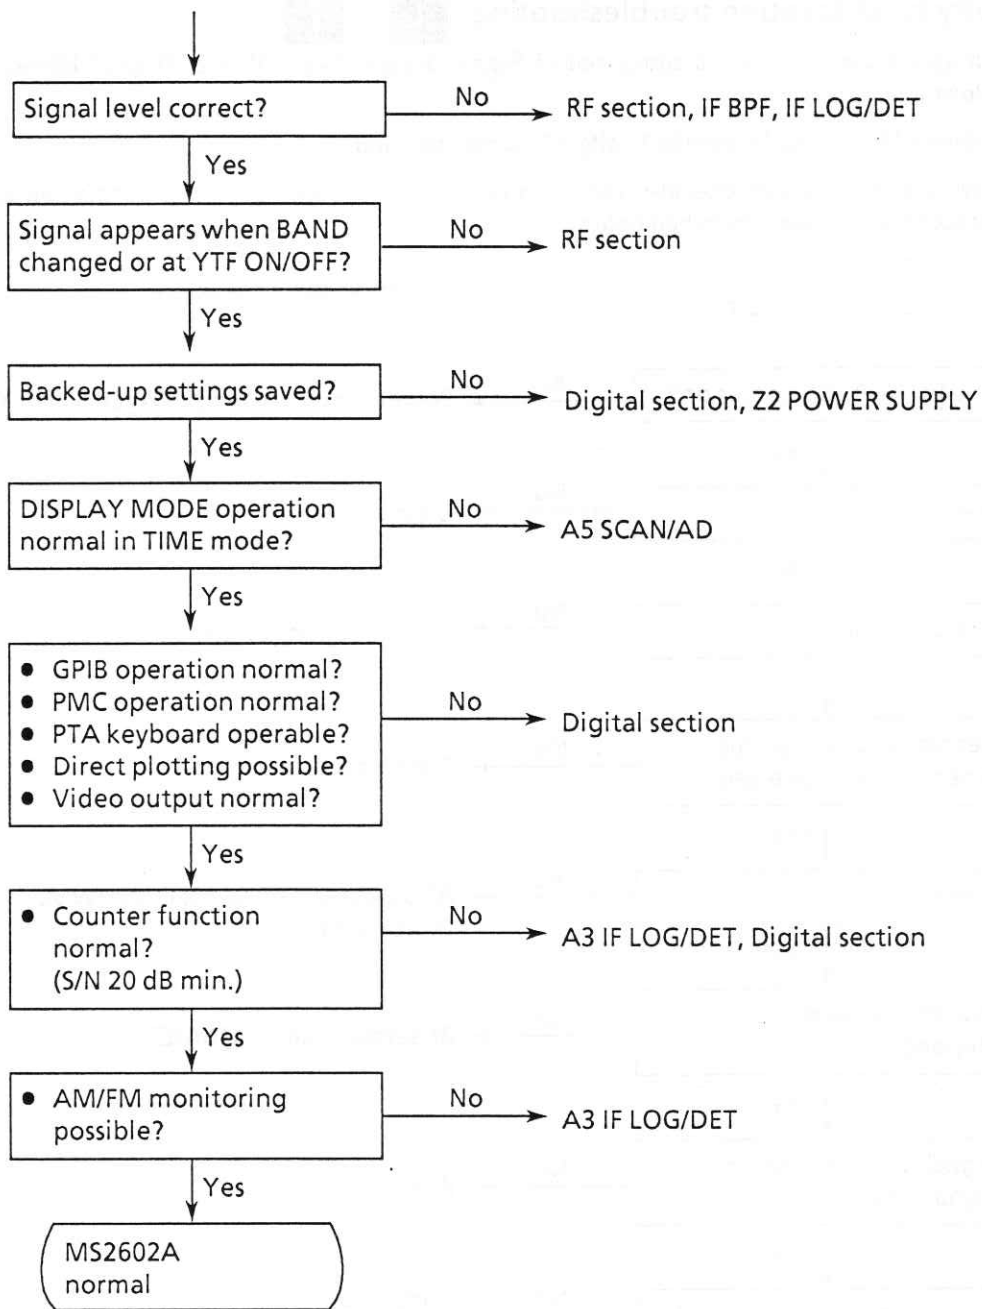 Signal level correct?
No
RF section, IF BPF, IF LOG/DET
Yes
Signal appears when BAND
changed or at YTF ON/OFF?
No
RF section
Yes
Backed-up settings saved?
No
Digital section, Z2 POWER SUPPLY
Yes
DISPLAY MODE operation
normal in TIME mode?
No
A5 SCAN/AD
Yes
● GPIB operation normal?
● PMC operation normal?
● PTA keyboard operable?
● Direct plotting possible?
● Video output normal?
No
Digital section
Yes
● Counter function
normal?
(S/N 20 dB min.)
No
A3 IF LOG/DET, Digital section
Yes
● AM/FM monitoring
possible?
No
A3 IF LOG/DET
Yes
MS2602A
normal